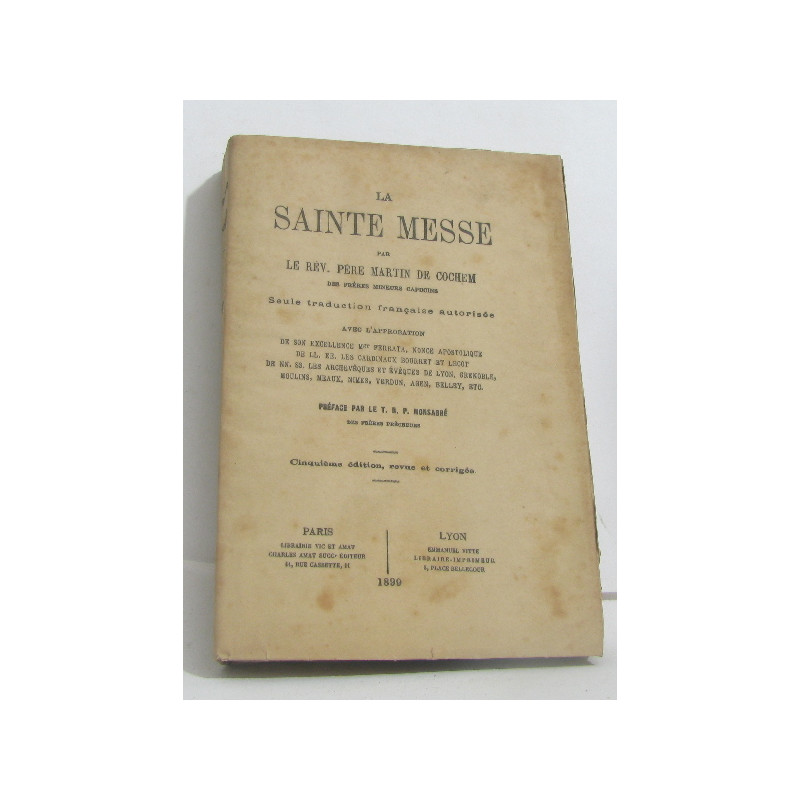 LA
SAINTE MESSE
PAR
LE RÉV. PÈRE MARTIN DE COCHEM
DES FRÈRES MINEURS CAPUCINS
Seule traduction française autorisée
AVEC L'APPROBATION
DE SON EXCELLENCE Mgr FERRATA, NONCE APOSTOLIQUE
DE LL. EE. LES CARDINAUX BOURRET ET LECOT
DE NN. SS. LES ARCHEVÊQUES ET ÉVÊQUES DE LYON, GRENOBLE,
MOULINS, MEAUX, NIMES, VERDUN, AGEN, BELLEY, ETC.
PRÉFACE PAR LE T. R. P. MONSABRÉ
DES FRÈRES PRÊCHEURS
Cinquième édition, revue et corrigée
PARIS
LIBRAIRIE VIC ET AMAT
CHARLES AMAT SUCCr ÉDITEUR
11, RUE CASSETTE, 11
LYON
EMMANUEL VITTE
LIBRAIRE-IMPRIMEUR
3, PLACE BELLECOUR
1899